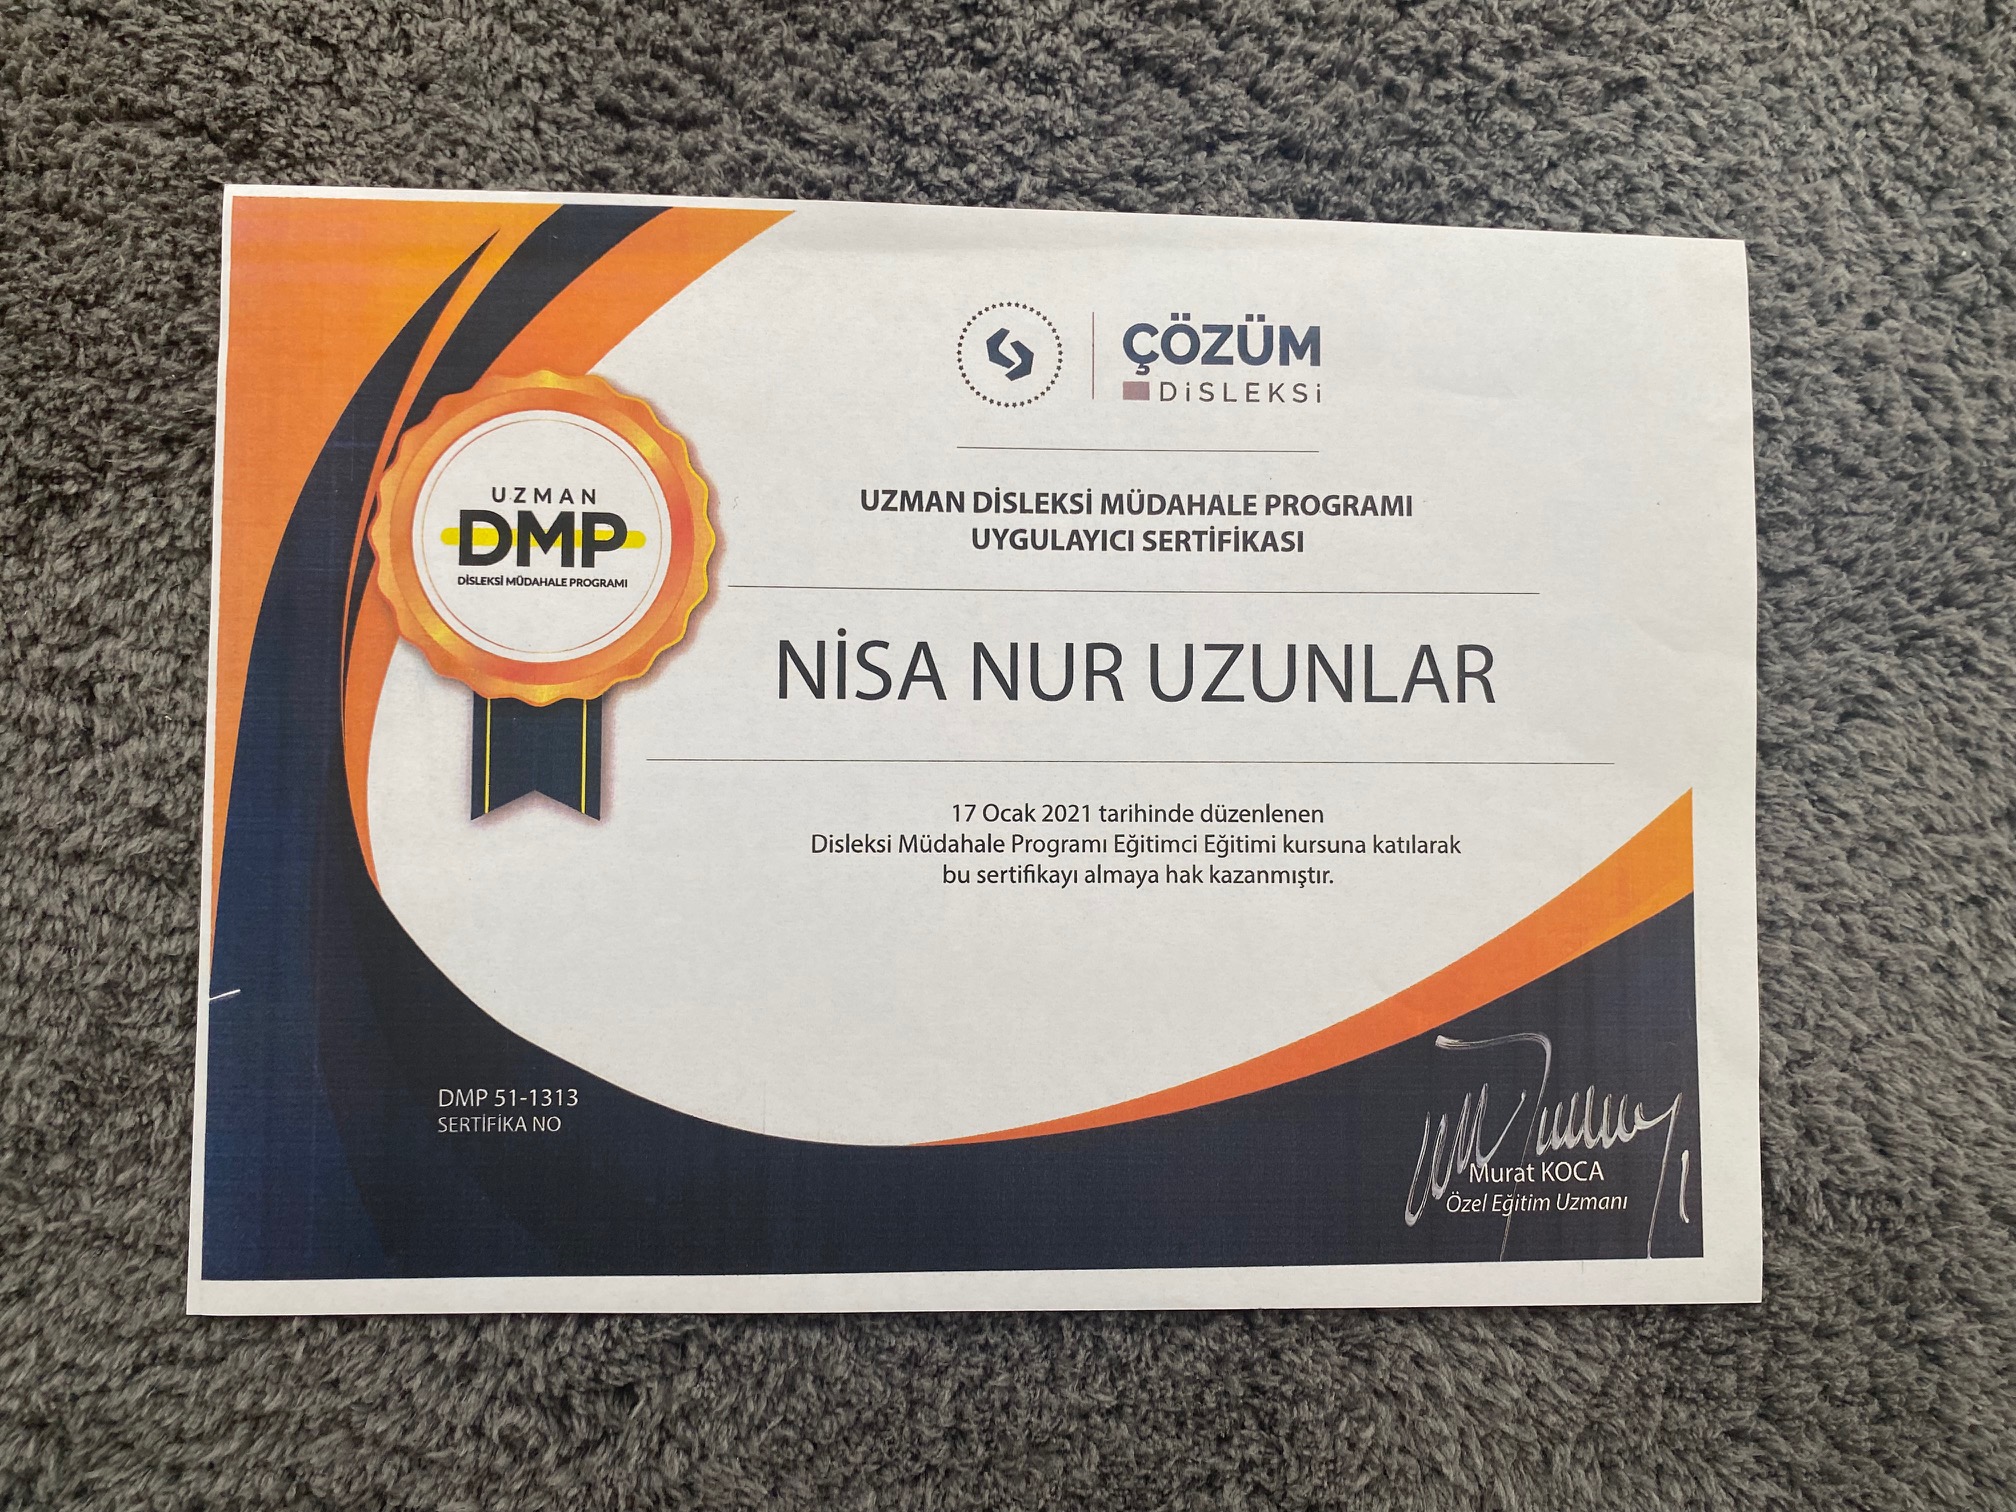 ÇÖZÜM
DiSLEKSi
UZMAN DİSLEKSİ MÜDAHALE PROGRAMI
UYGULAYICI SERTİFİKASI
UZMAN
DMP
DİSLEKSİ MÜDAHALE PROGRAMI
NİSA NUR UZUNLAR
17 Ocak 2021 tarihinde düzenlenen
Disleksi Müdahale Programı Eğitimci Eğitimi kursuna katılarak
bu sertifikayı almaya hak kazanmıştır.
DMP 51-1313
SERTİFİKA NO
Murat KOCA
Özel Eğitim Uzmanı